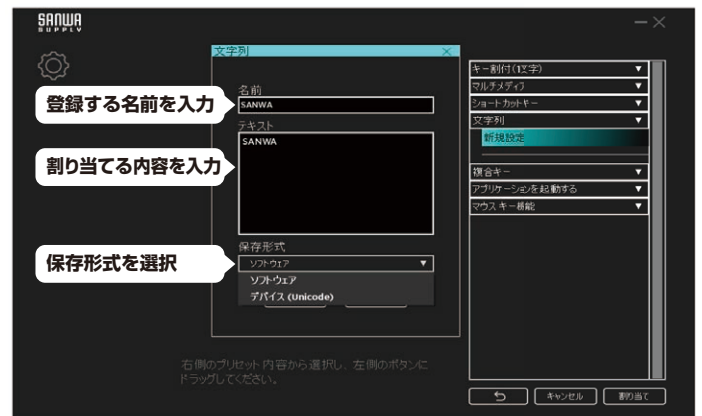 SANWA
SUPPLY
文字列
名前
登録する名前を入力
SANWA
テキスト
SANWA
割り当てる内容を入力
保存形式
保存形式を選択
ソフトウェア
ソフトウェア
デバイス (Unicode)
キー割付(1文字)
マルチメディア
ショートカットキー
文字列
新規設定
複合キー
アプリケーションを起動する
マウスキー機能
右側のプリセット内容から選択し、左側のボタンに
ドラッグしてください。
キャンセル
割り当て